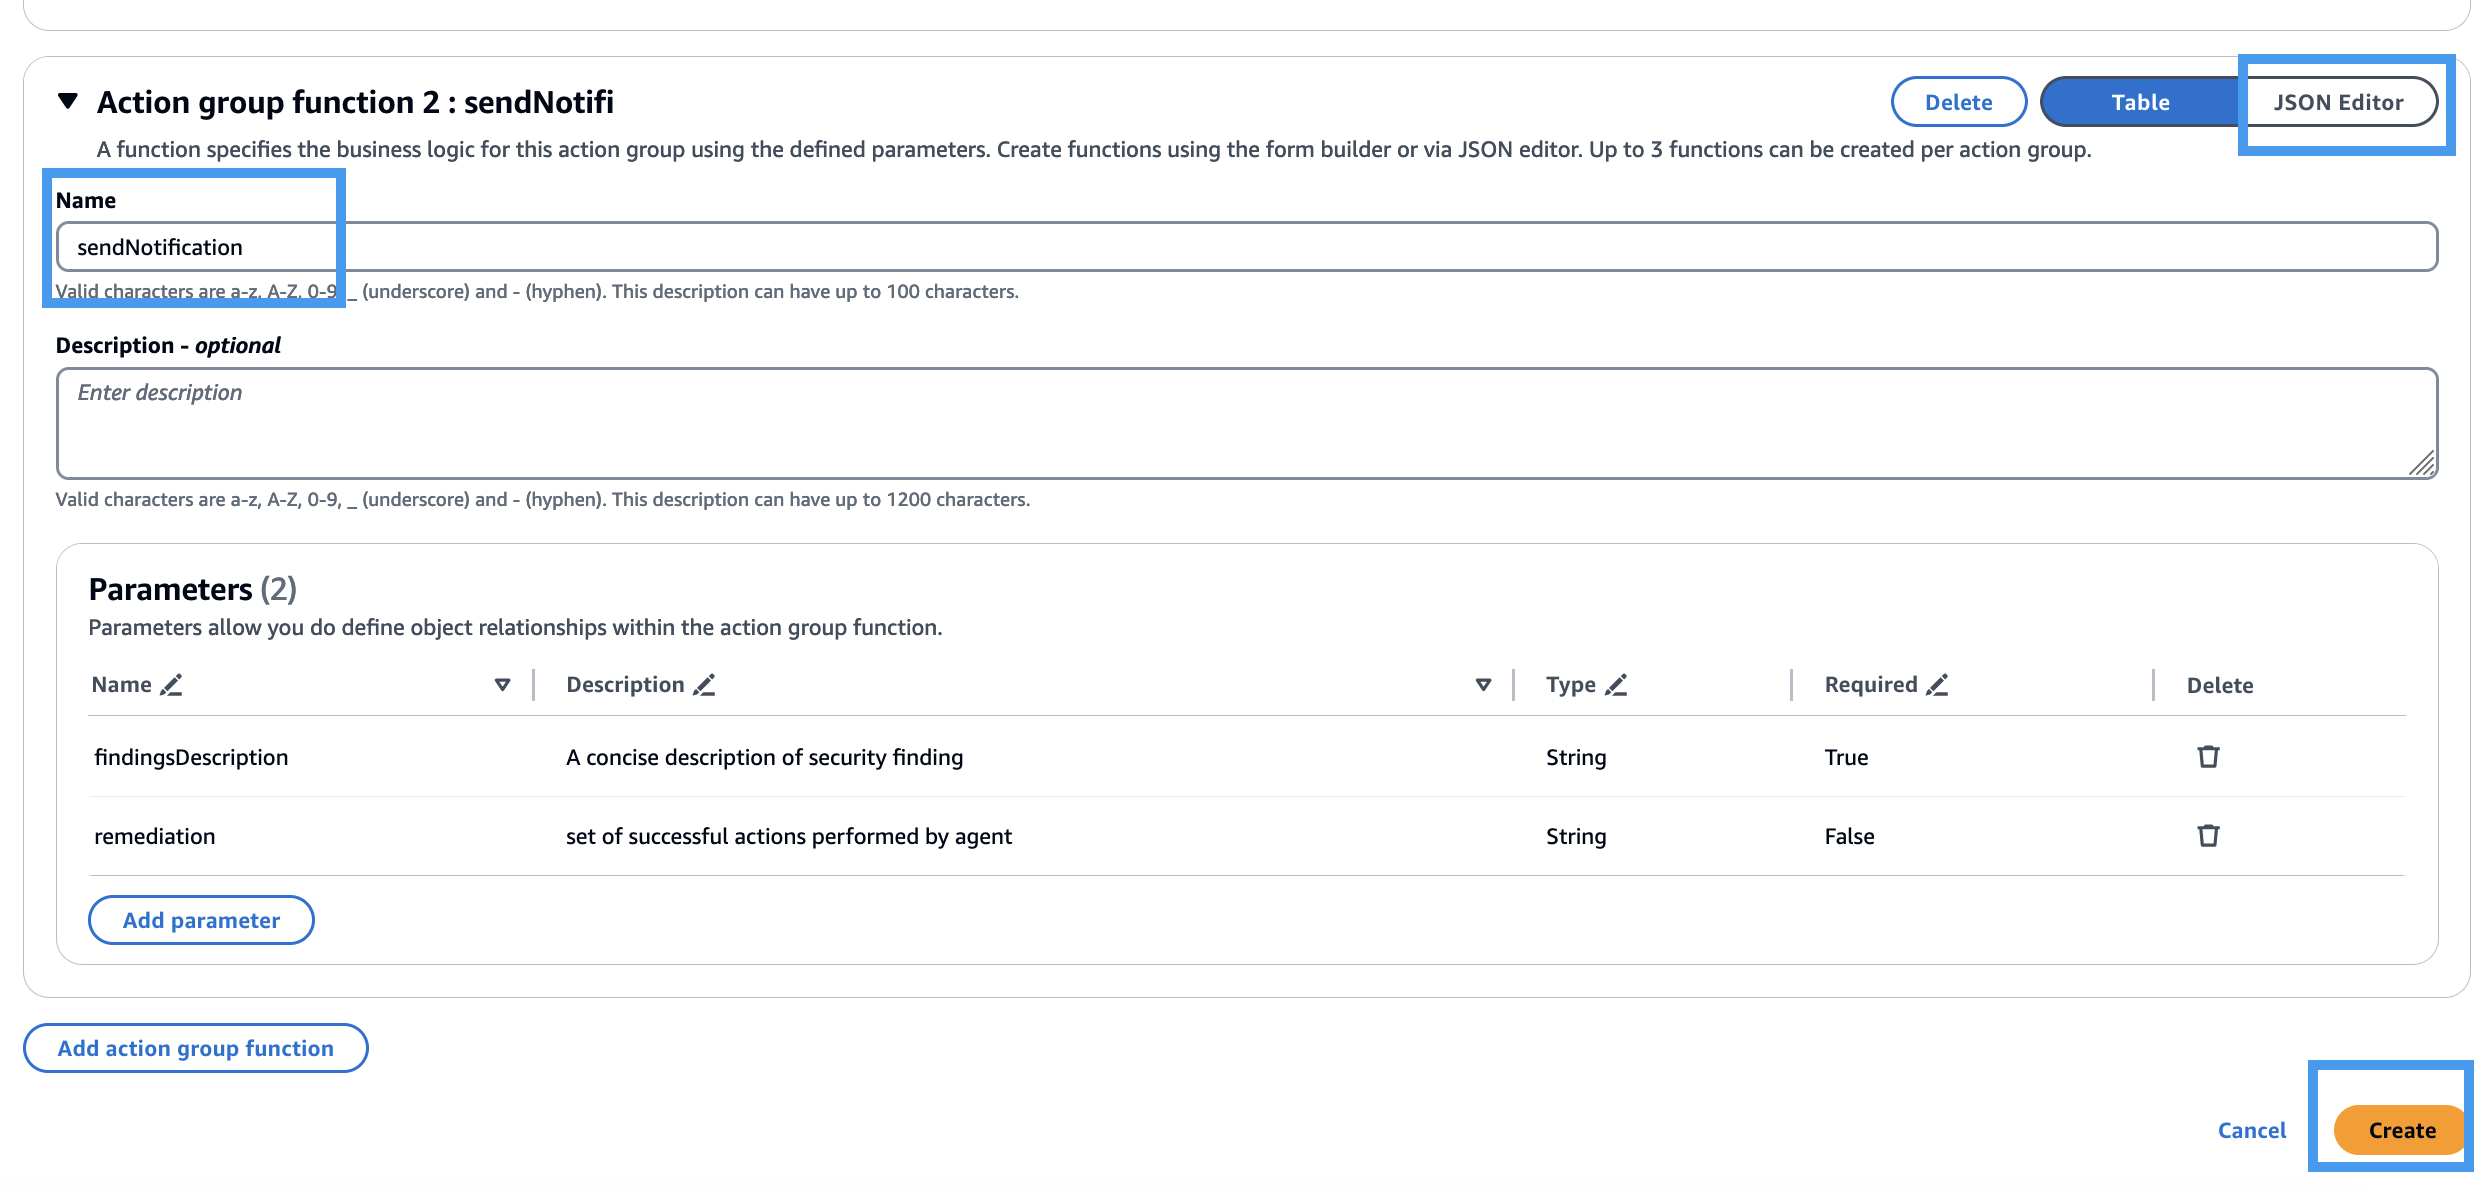 Action group function 2 : sendNotifi
Delete
Table
JSON Editor
A function specifies the business logic for this action group using the defined parameters. Create functions using the form builder or via JSON editor. Up to 3 functions can be created per action group.
Name
sendNotification
Valid characters are a-z, A-Z, 0-9, _ (underscore) and - (hyphen). This description can have up to 100 characters.
Description - optional
Enter description
Valid characters are a-z, A-Z, 0-9, _ (underscore) and - (hyphen). This description can have up to 1200 characters.
Parameters (2)
Parameters allow you do define object relationships within the action group function.
Name Description Type Required Delete
findingsDescription A concise description of security finding String True
remediation set of successful actions performed by agent String False
Add parameter
Add action group function
Cancel
Create